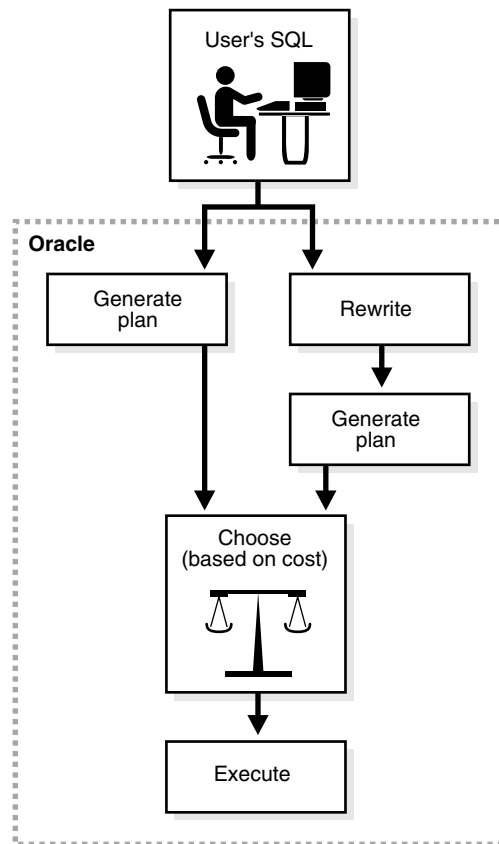 User's SQL
Oracle
Generate
plan
Rewrite
Generate
plan
Choose
(based on cost)
Execute